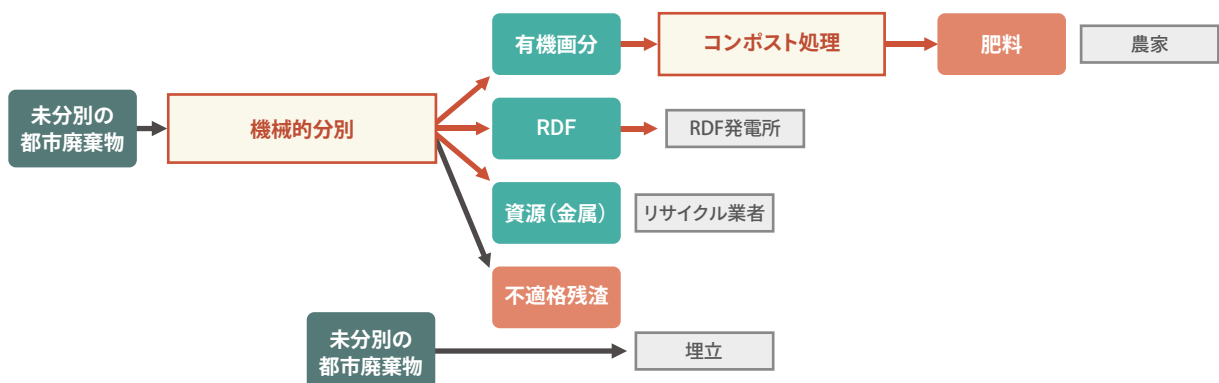 有機画分
コンポスト処理
肥料
農家
未分別の
都市廃棄物
機械的分別
RDF
RDF発電所
資源（金属）
リサイクル業者
不適格残渣
未分別の
都市廃棄物
埋立